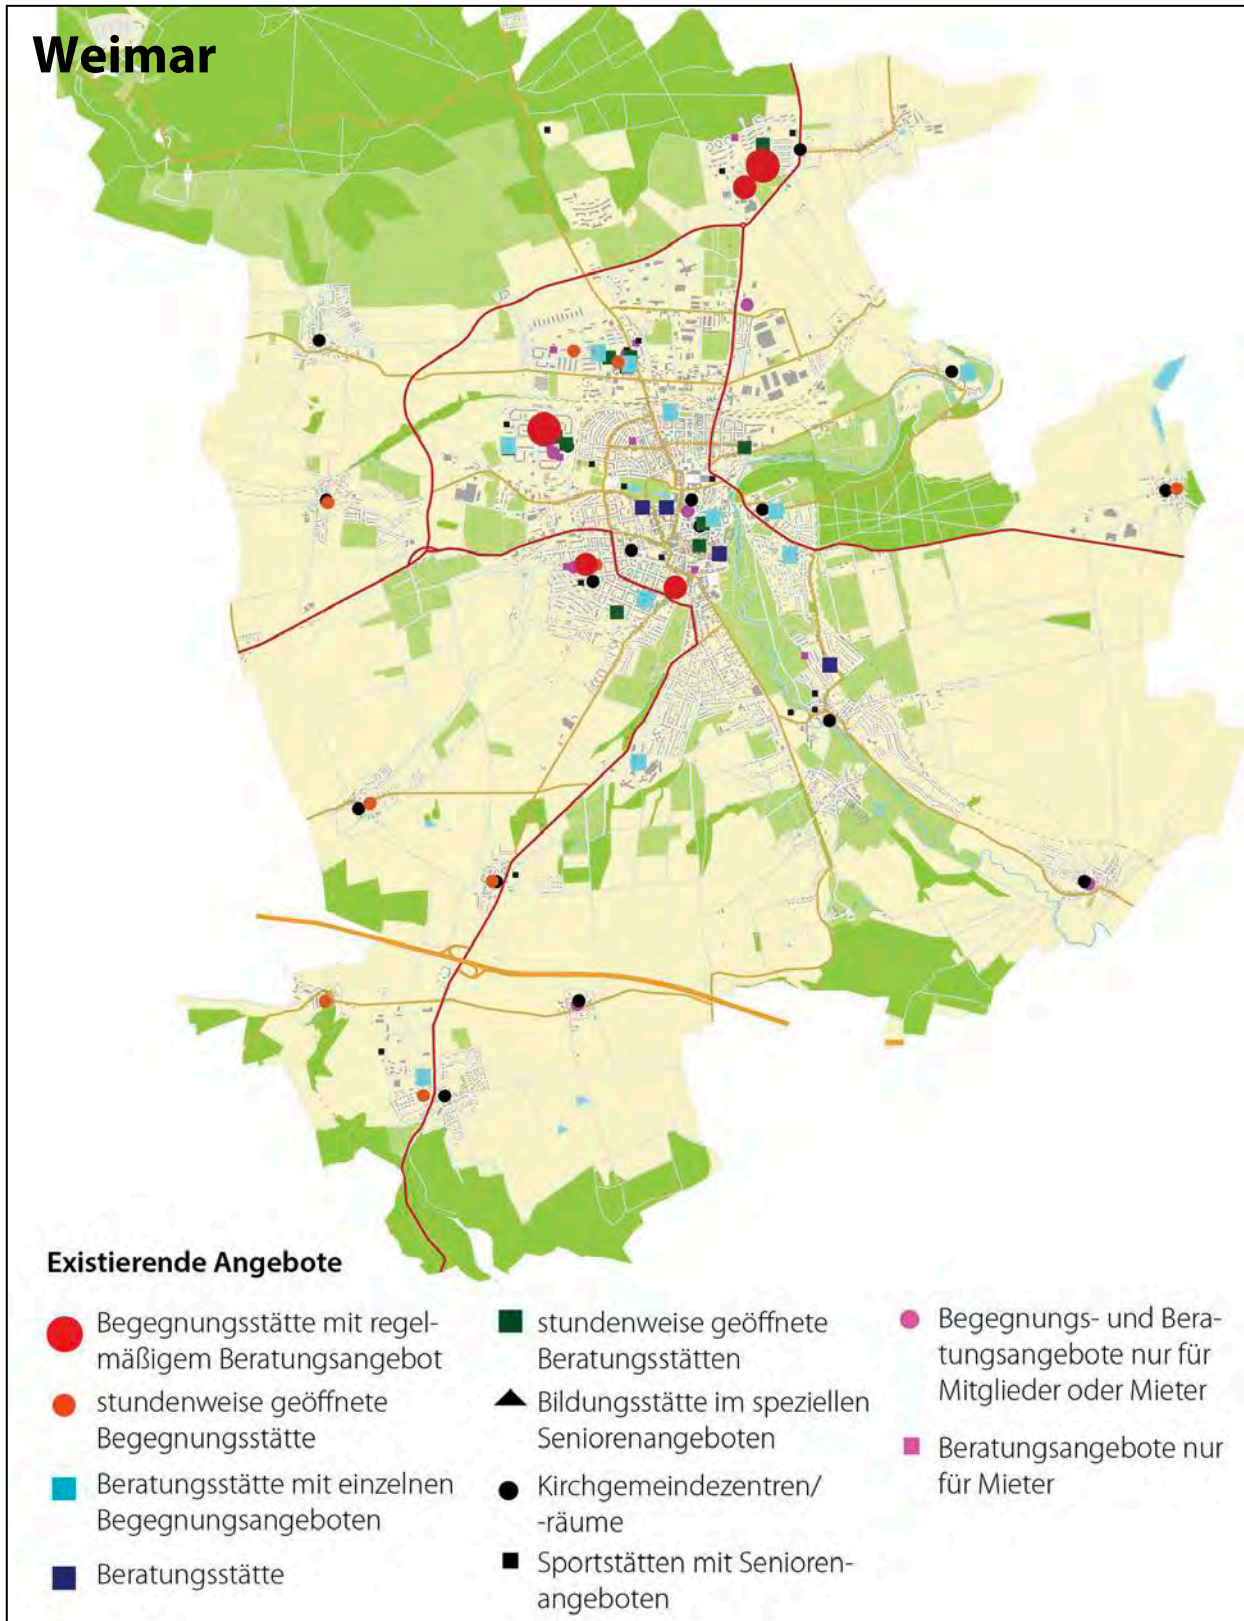 Weimar
Existierende Angebote
Begegnungsstätte mit regel-
mäßigem Beratungsangebot
stundenweise geöffnete
Begegnungsstätte
Beratungsstätte mit einzelnen
Begegnungsangeboten
Beratungsstätte
stundenweise geöffnete
Beratungsstätten
Bildungsstätte im speziellen
Seniorenangeboten
Kirchgemeindezentren/
-räume
Sportstätten mit Senioren-
angeboten
Begegnungs- und Bera-
tungsangebote nur für
Mitglieder oder Mieter
Beratungsangebote nur
für Mieter